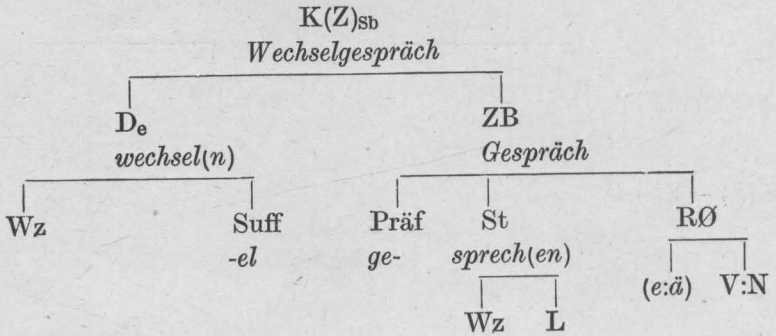 K(Z)Sb
Wechselgespräch
De ZB
wechsel(n) Gespräch
Wz Suff Präf St RØ
-el ge- sprech(en)
(e:ä) V:N
Wz L